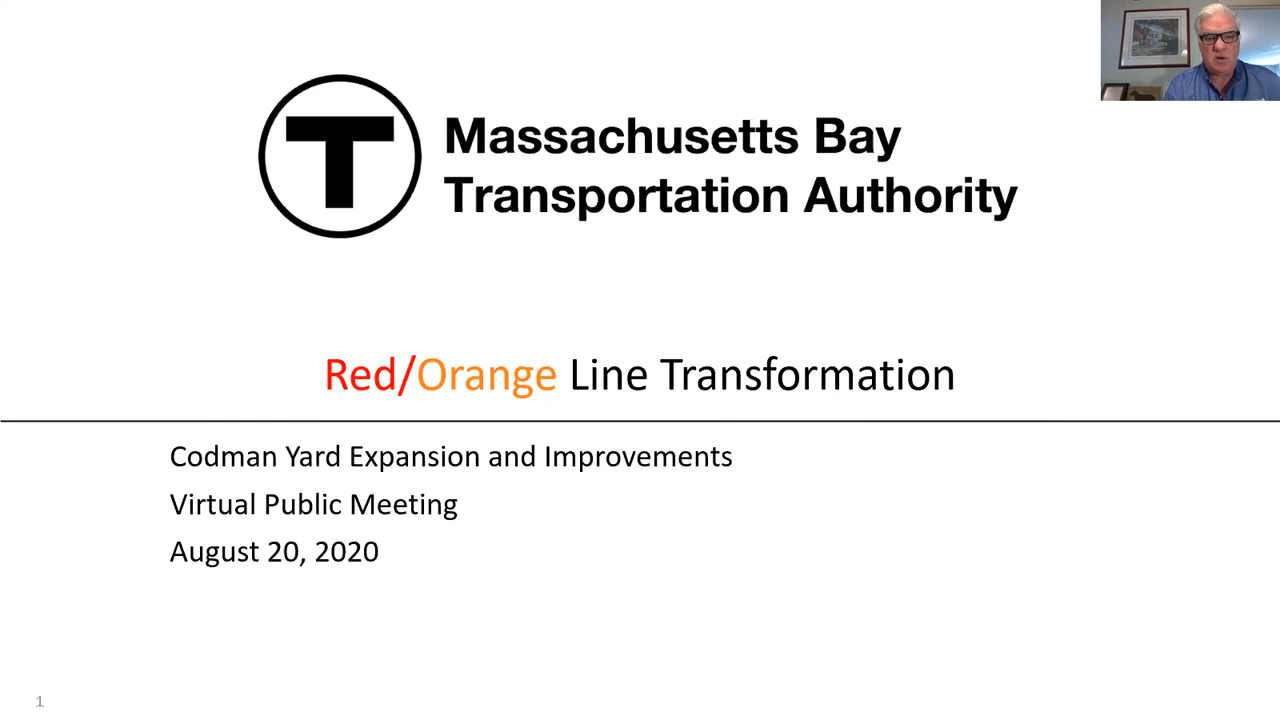 T
Massachusetts Bay
Transportation Authority
Red/Orange Line Transformation
Codman Yard Expansion and Improvements
Virtual Public Meeting
August 20, 2020
1